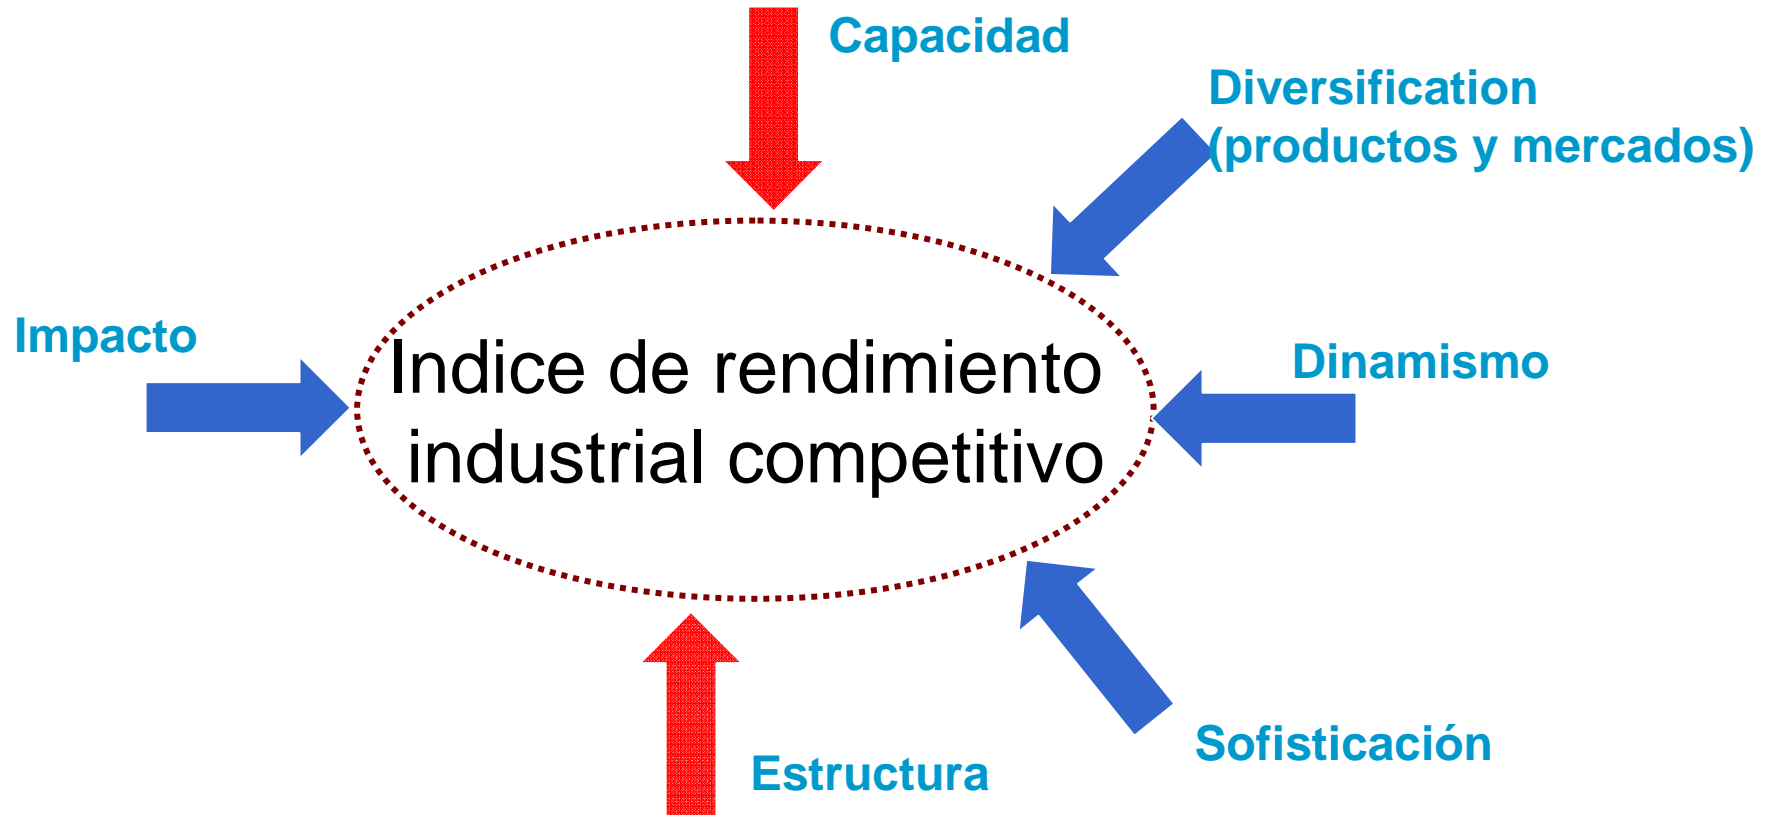 Capacidad
Diversification
(productos y mercados)
Impacto
Indice de rendimiento
industrial competitivo
Dinamismo
Sofisticación
Estructura